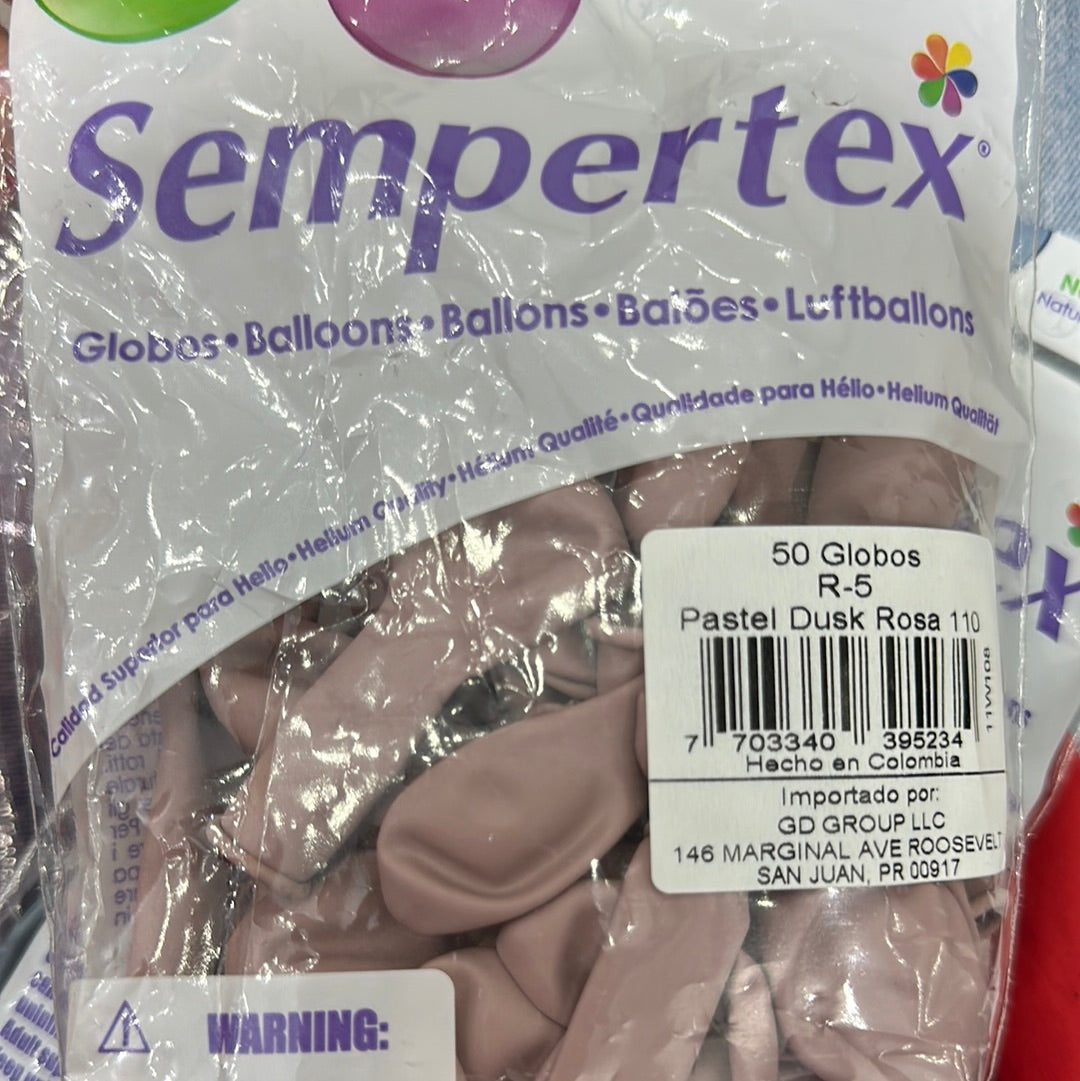 Sempertex®
Globos•Balloons•Ballons•Balões•Luftballons
Calidad Superior para Helio•Helium Quality•Hélium Qualité•Qualidade para Hélio•Helium Qualität
50 Globos
R-5
Pastel Dusk Rosa 110
11W108
7 703340 395234
Hecho en Colombia
Importado por:
GD GROUP LLC
146 MARGINAL AVE ROOSEVELT
SAN JUAN, PR 00917
WARNING: